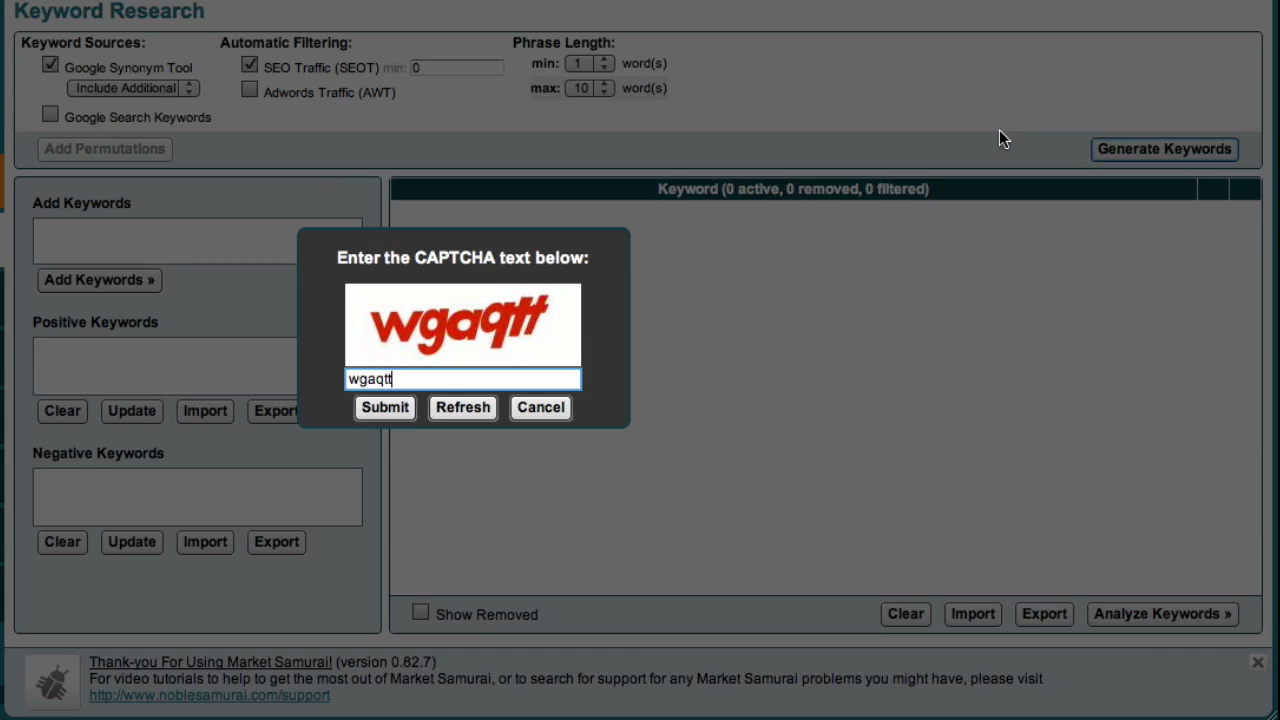 Keyword Research
Keyword Sources:
Google Synonym Tool
Include Additional
Google Search Keywords
Automatic Filtering:
SEO Traffic (SEOT) min: 0
Adwords Traffic (AWT)
Phrase Length:
min: 1 word(s)
max: 10 word(s)
Add Permutations
Generate Keywords
Add Keywords
Add Keywords »
Positive Keywords
Clear Update Import Export
Negative Keywords
Clear Update Import Export
Keyword (0 active, 0 removed, 0 filtered)
Enter the CAPTCHA text below:
wgaqtt
wgaqtt
Submit Refresh Cancel
Show Removed
Clear Import Export Analyze Keywords »
Thank-you For Using Market Samurai! (version 0.82.7)
For video tutorials to help to get the most out of Market Samurai, or to search for support for any Market Samurai problems you might have, please visit
http://www.noblesamurai.com/support